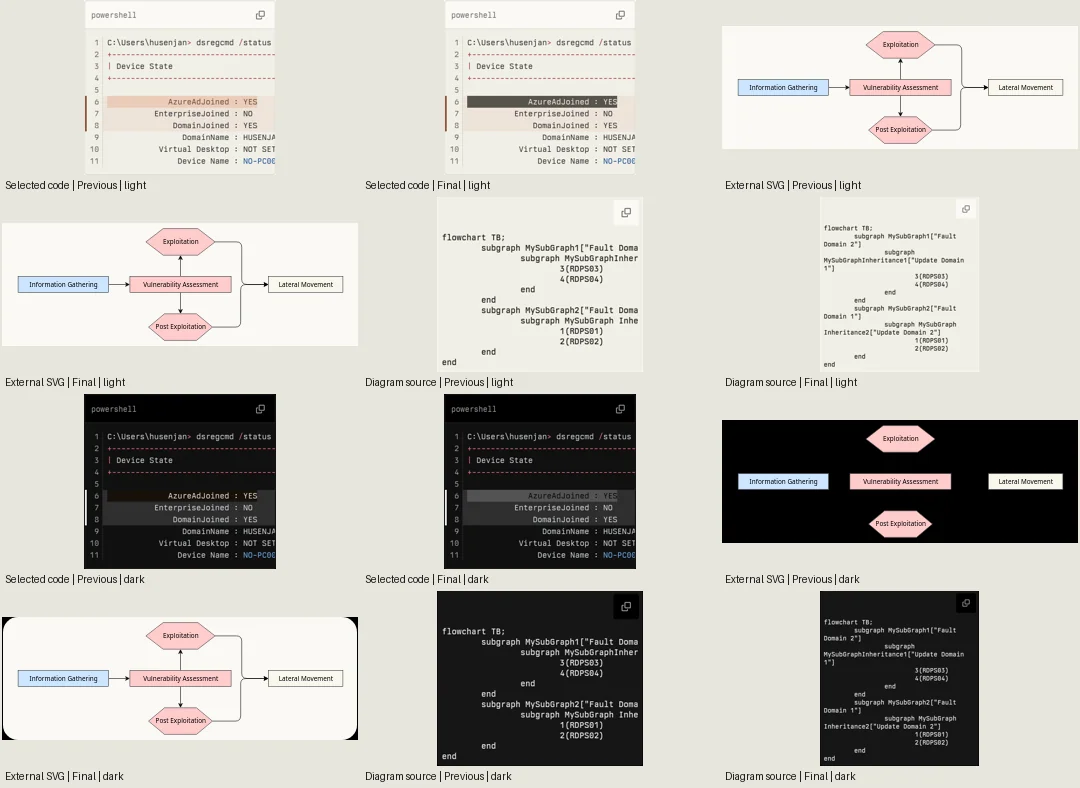 powershell
1 C:\Users\husenjan> dsregcmd /status
2 +----------------------------------------
3 | Device State
4 +----------------------------------------
5
6 AzureAdJoined : YES
7 EnterpriseJoined : NO
8 DomainJoined : YES
9 DomainName : HUSENJA
10 Virtual Desktop : NOT SET
11 Device Name : NO-PC00
Selected code | Previous | light
powershell
1 C:\Users\husenjan> dsregcmd /status
2 +----------------------------------------
3 | Device State
4 +----------------------------------------
5
6 AzureAdJoined : YES
7 EnterpriseJoined : NO
8 DomainJoined : YES
9 DomainName : HUSENJA
10 Virtual Desktop : NOT SET
11 Device Name : NO-PC00
Selected code | Final | light
Exploitation
Information Gathering
Vulnerability Assessment
Lateral Movement
Post Exploitation
External SVG | Previous | light
Exploitation
Information Gathering
Vulnerability Assessment
Lateral Movement
Post Exploitation
External SVG | Final | light
flowchart TB;
subgraph MySubGraph1["Fault Doma
subgraph MySubGraphInher
3(RDPS03)
4(RDPS04)
end
end
subgraph MySubGraph2["Fault Doma
subgraph MySubGraph Inhe
1(RDPS01)
2(RDPS02)
end
end
Diagram source | Previous | light
flowchart TB;
subgraph MySubGraph1["Fault
Domain 2"]
subgraph
MySubGraphInheritance1["Update Domain
1"]
3(RDPS03)
4(RDPS04)
end
end
subgraph MySubGraph2["Fault
Domain 1"]
subgraph MySubGraph
Inheritance2["Update Domain 2"]
1(RDPS01)
2(RDPS02)
end
end
Diagram source | Final | light
powershell
1 C:\Users\husenjan> dsregcmd /status
2 +----------------------------------------
3 | Device State
4 +----------------------------------------
5
6 AzureAdJoined : YES
7 EnterpriseJoined : NO
8 DomainJoined : YES
9 DomainName : HUSENJA
10 Virtual Desktop : NOT SET
11 Device Name : NO-PC00
Selected code | Previous | dark
powershell
1 C:\Users\husenjan> dsregcmd /status
2 +----------------------------------------
3 | Device State
4 +----------------------------------------
5
6 AzureAdJoined : YES
7 EnterpriseJoined : NO
8 DomainJoined : YES
9 DomainName : HUSENJA
10 Virtual Desktop : NOT SET
11 Device Name : NO-PC00
Selected code | Final | dark
Exploitation
Information Gathering
Vulnerability Assessment
Lateral Movement
Post Exploitation
External SVG | Previous | dark
Exploitation
Information Gathering
Vulnerability Assessment
Lateral Movement
Post Exploitation
External SVG | Final | dark
flowchart TB;
subgraph MySubGraph1["Fault Doma
subgraph MySubGraphInher
3(RDPS03)
4(RDPS04)
end
end
subgraph MySubGraph2["Fault Doma
subgraph MySubGraph Inhe
1(RDPS01)
2(RDPS02)
end
end
Diagram source | Previous | dark
flowchart TB;
subgraph MySubGraph1["Fault
Domain 2"]
subgraph
MySubGraphInheritance1["Update Domain
1"]
3(RDPS03)
4(RDPS04)
end
end
subgraph MySubGraph2["Fault
Domain 1"]
subgraph MySubGraph
Inheritance2["Update Domain 2"]
1(RDPS01)
2(RDPS02)
end
end
Diagram source | Final | dark